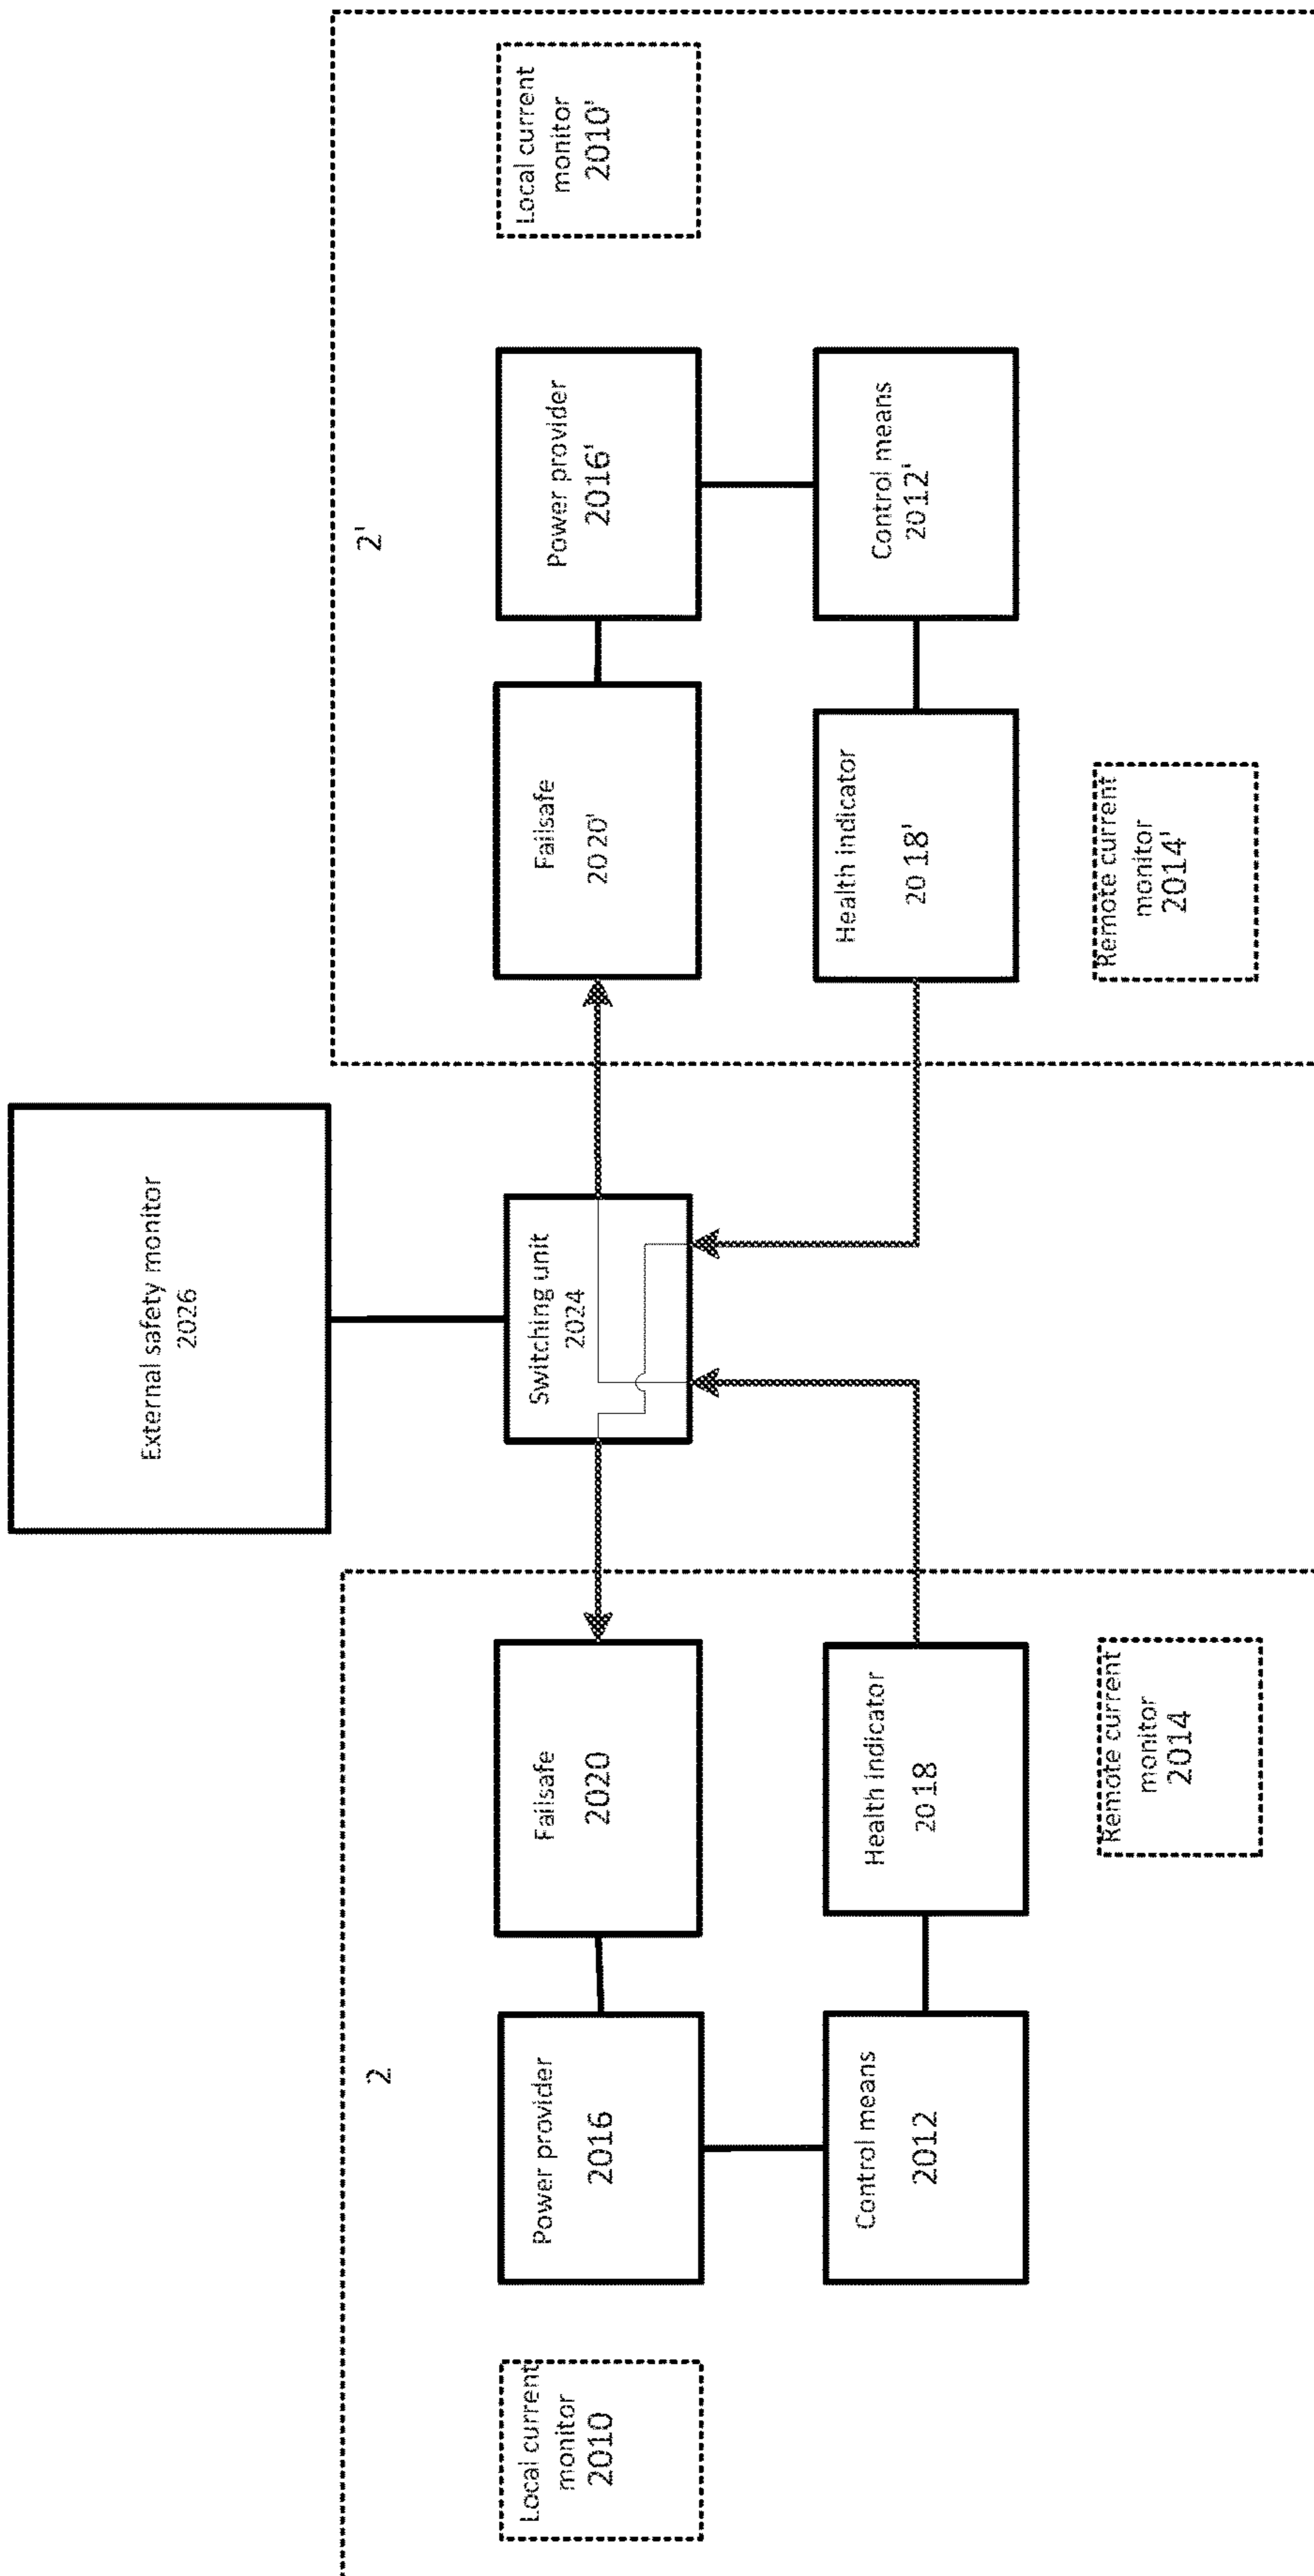 External safety monitor
2026
2
2'
Local current
monitor
2010
Power provider
2016
Failsafe
2020
Switching unit
2024
Failsafe
2020'
Power provider
2016'
Local current
monitor
2010'
Control means
2012
Health indicator
2018
Health indicator
2018'
Control means
2012'
Remote current
monitor
2014
Remote current
monitor
2014'